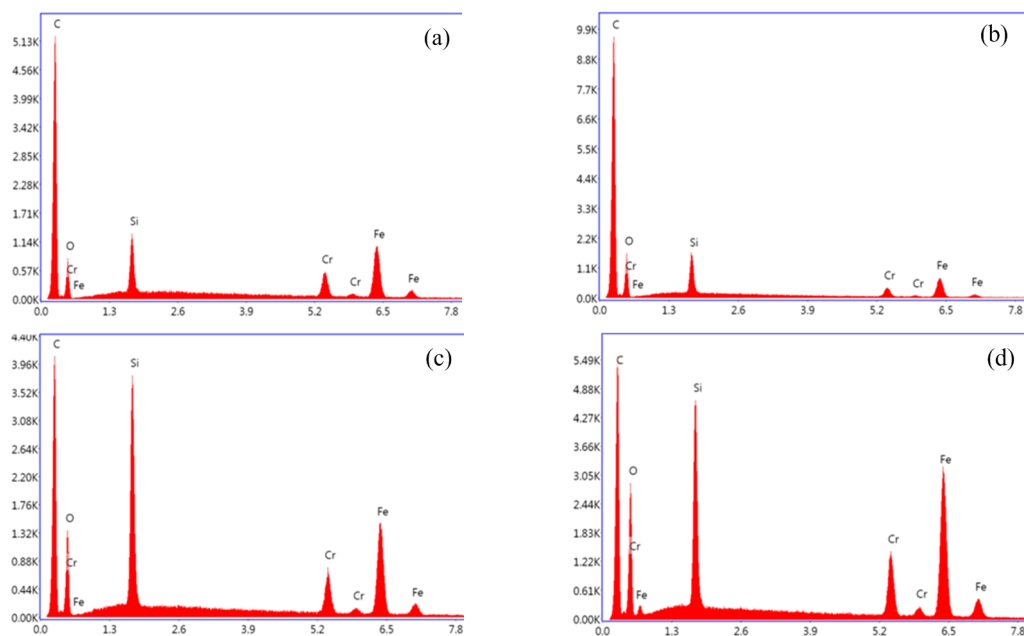 (a)
C
5.13K
4.56K
3.99K
3.42K
2.85K
2.28K
1.71K
1.14K
0.57K
0.00K
O
Cr
Fe
Si
Cr
Cr
Fe
Fe
0.0 1.3 2.6 3.9 5.2 6.5 7.8
(b)
C
9.9K
8.8K
7.7K
6.6K
5.5K
4.4K
3.3K
2.2K
1.1K
0.0K
O
Cr
Fe
Si
Cr
Cr
Fe
Fe
0.0 1.3 2.6 3.9 5.2 6.5 7.8
(c)
4.40K
C
3.96K
3.52K
3.08K
2.64K
2.20K
1.76K
1.32K
0.88K
0.44K
0.00K
O
Cr
Fe
Si
Cr
Cr
Fe
Fe
0.0 1.3 2.6 3.9 5.2 6.5 7.8
(d)
C
5.49K
4.88K
4.27K
3.66K
3.05K
2.44K
1.83K
1.22K
0.61K
0.00K
O
Cr
Fe
Si
Cr
Cr
Fe
Fe
0.0 1.3 2.6 3.9 5.2 6.5 7.8